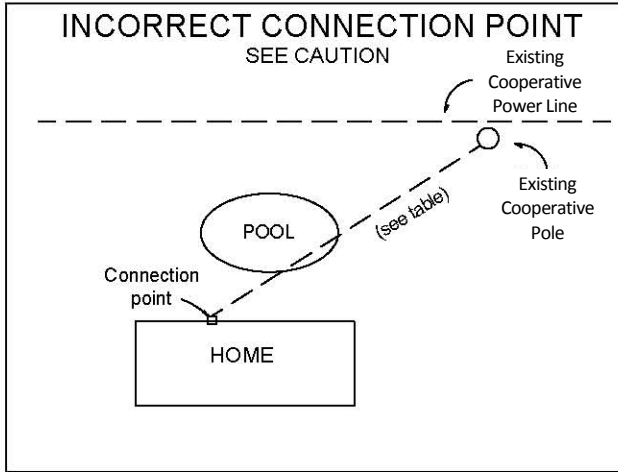 INCORRECT CONNECTION POINT
SEE CAUTION
Existing
Cooperative
Power Line
Existing
Cooperative
Pole
(see table)
POOL
Connection
point
HOME